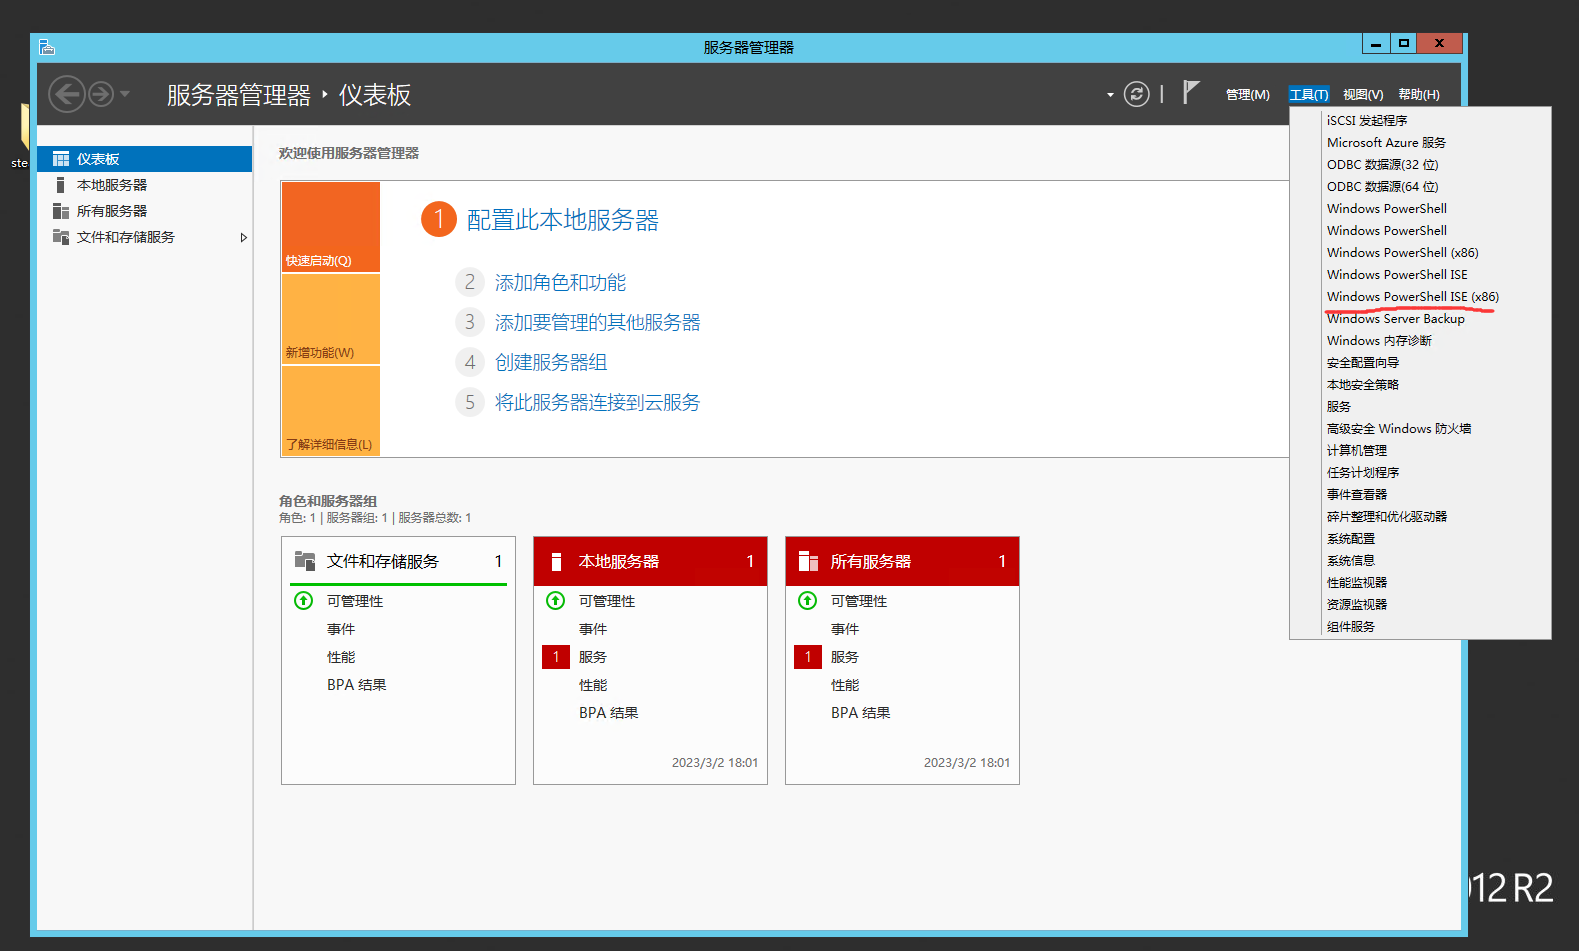 服务器管理器
服务器管理器 ‣ 仪表板
管理(M) 工具(T) 视图(V) 帮助(H)
ste
仪表板
本地服务器
所有服务器
文件和存储服务
欢迎使用服务器管理器
快速启动(Q)
新增功能(W)
了解详细信息(L)
1 配置此本地服务器
2 添加角色和功能
3 添加要管理的其他服务器
4 创建服务器组
5 将此服务器连接到云服务
角色和服务器组
角色: 1 | 服务器组: 1 | 服务器总数: 1
文件和存储服务 1
可管理性
事件
性能
BPA 结果
本地服务器 1
可管理性
事件
1 服务
性能
BPA 结果
2023/3/2 18:01
所有服务器 1
可管理性
事件
1 服务
性能
BPA 结果
2023/3/2 18:01
iSCSI 发起程序
Microsoft Azure 服务
ODBC 数据源(32 位)
ODBC 数据源(64 位)
Windows PowerShell
Windows PowerShell
Windows PowerShell (x86)
Windows PowerShell ISE
Windows PowerShell ISE (x86)
Windows Server Backup
Windows 内存诊断
安全配置向导
本地安全策略
服务
高级安全 Windows 防火墙
计算机管理
任务计划程序
事件查看器
碎片整理和优化驱动器
系统配置
系统信息
性能监视器
资源监视器
组件服务
12 R2